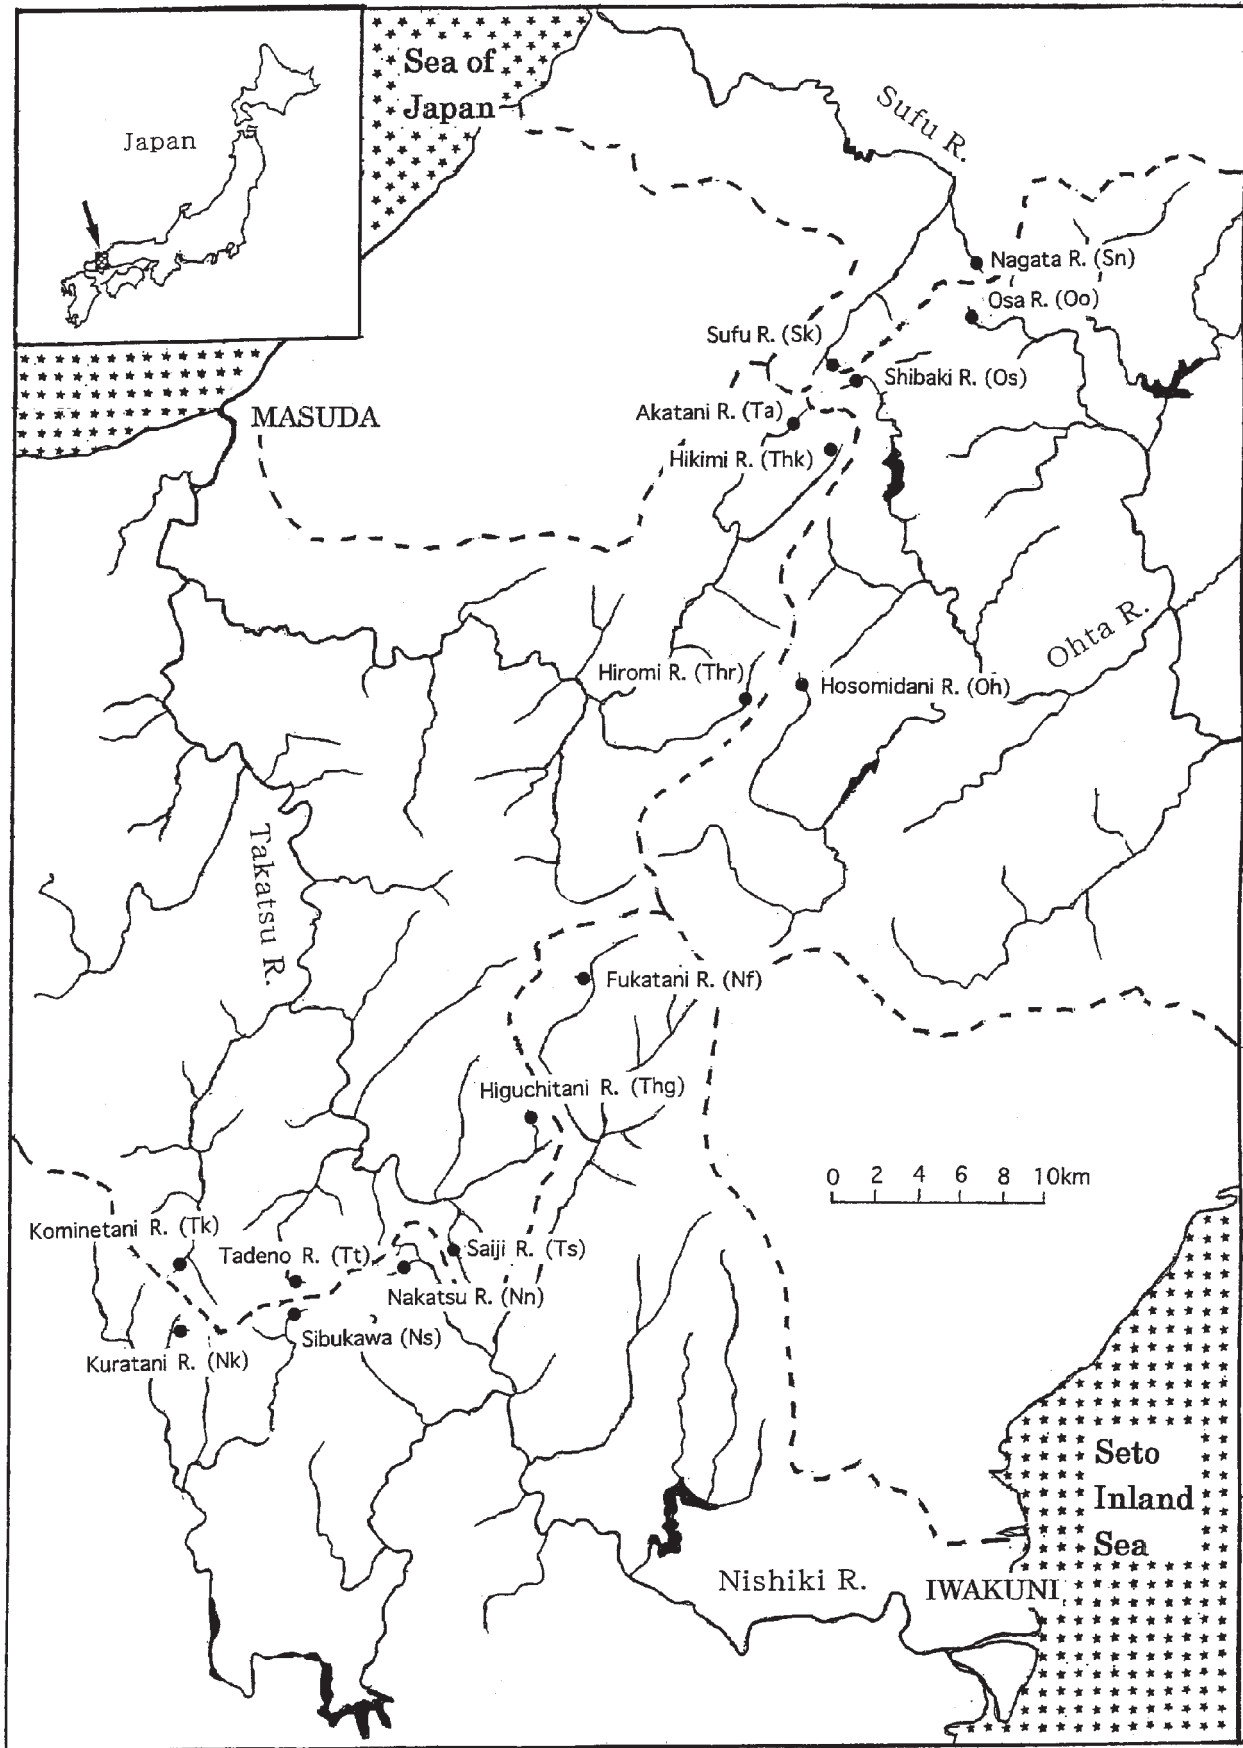 Sea of
Japan
Japan
Sufu R.
Nagata R. (Sn)
Osa R. (Oo)
Sufu R. (Sk)
Shibaki R. (Os)
Akatani R. (Ta)
MASUDA
Hikimi R. (Thk)
Ohta R.
Hiromi R. (Thr)
Hosomidani R. (Oh)
Takatsu R.
Fukatani R. (Nf)
Higuchitani R. (Thg)
0 2 4 6 8 10km
Kominetani R. (Tk)
Tadeno R. (Tt)
Saiji R. (Ts)
Nakatsu R. (Nn)
Sibukawa (Ns)
Kuratani R. (Nk)
Seto
Inland
Sea
Nishiki R.
IWAKUNI